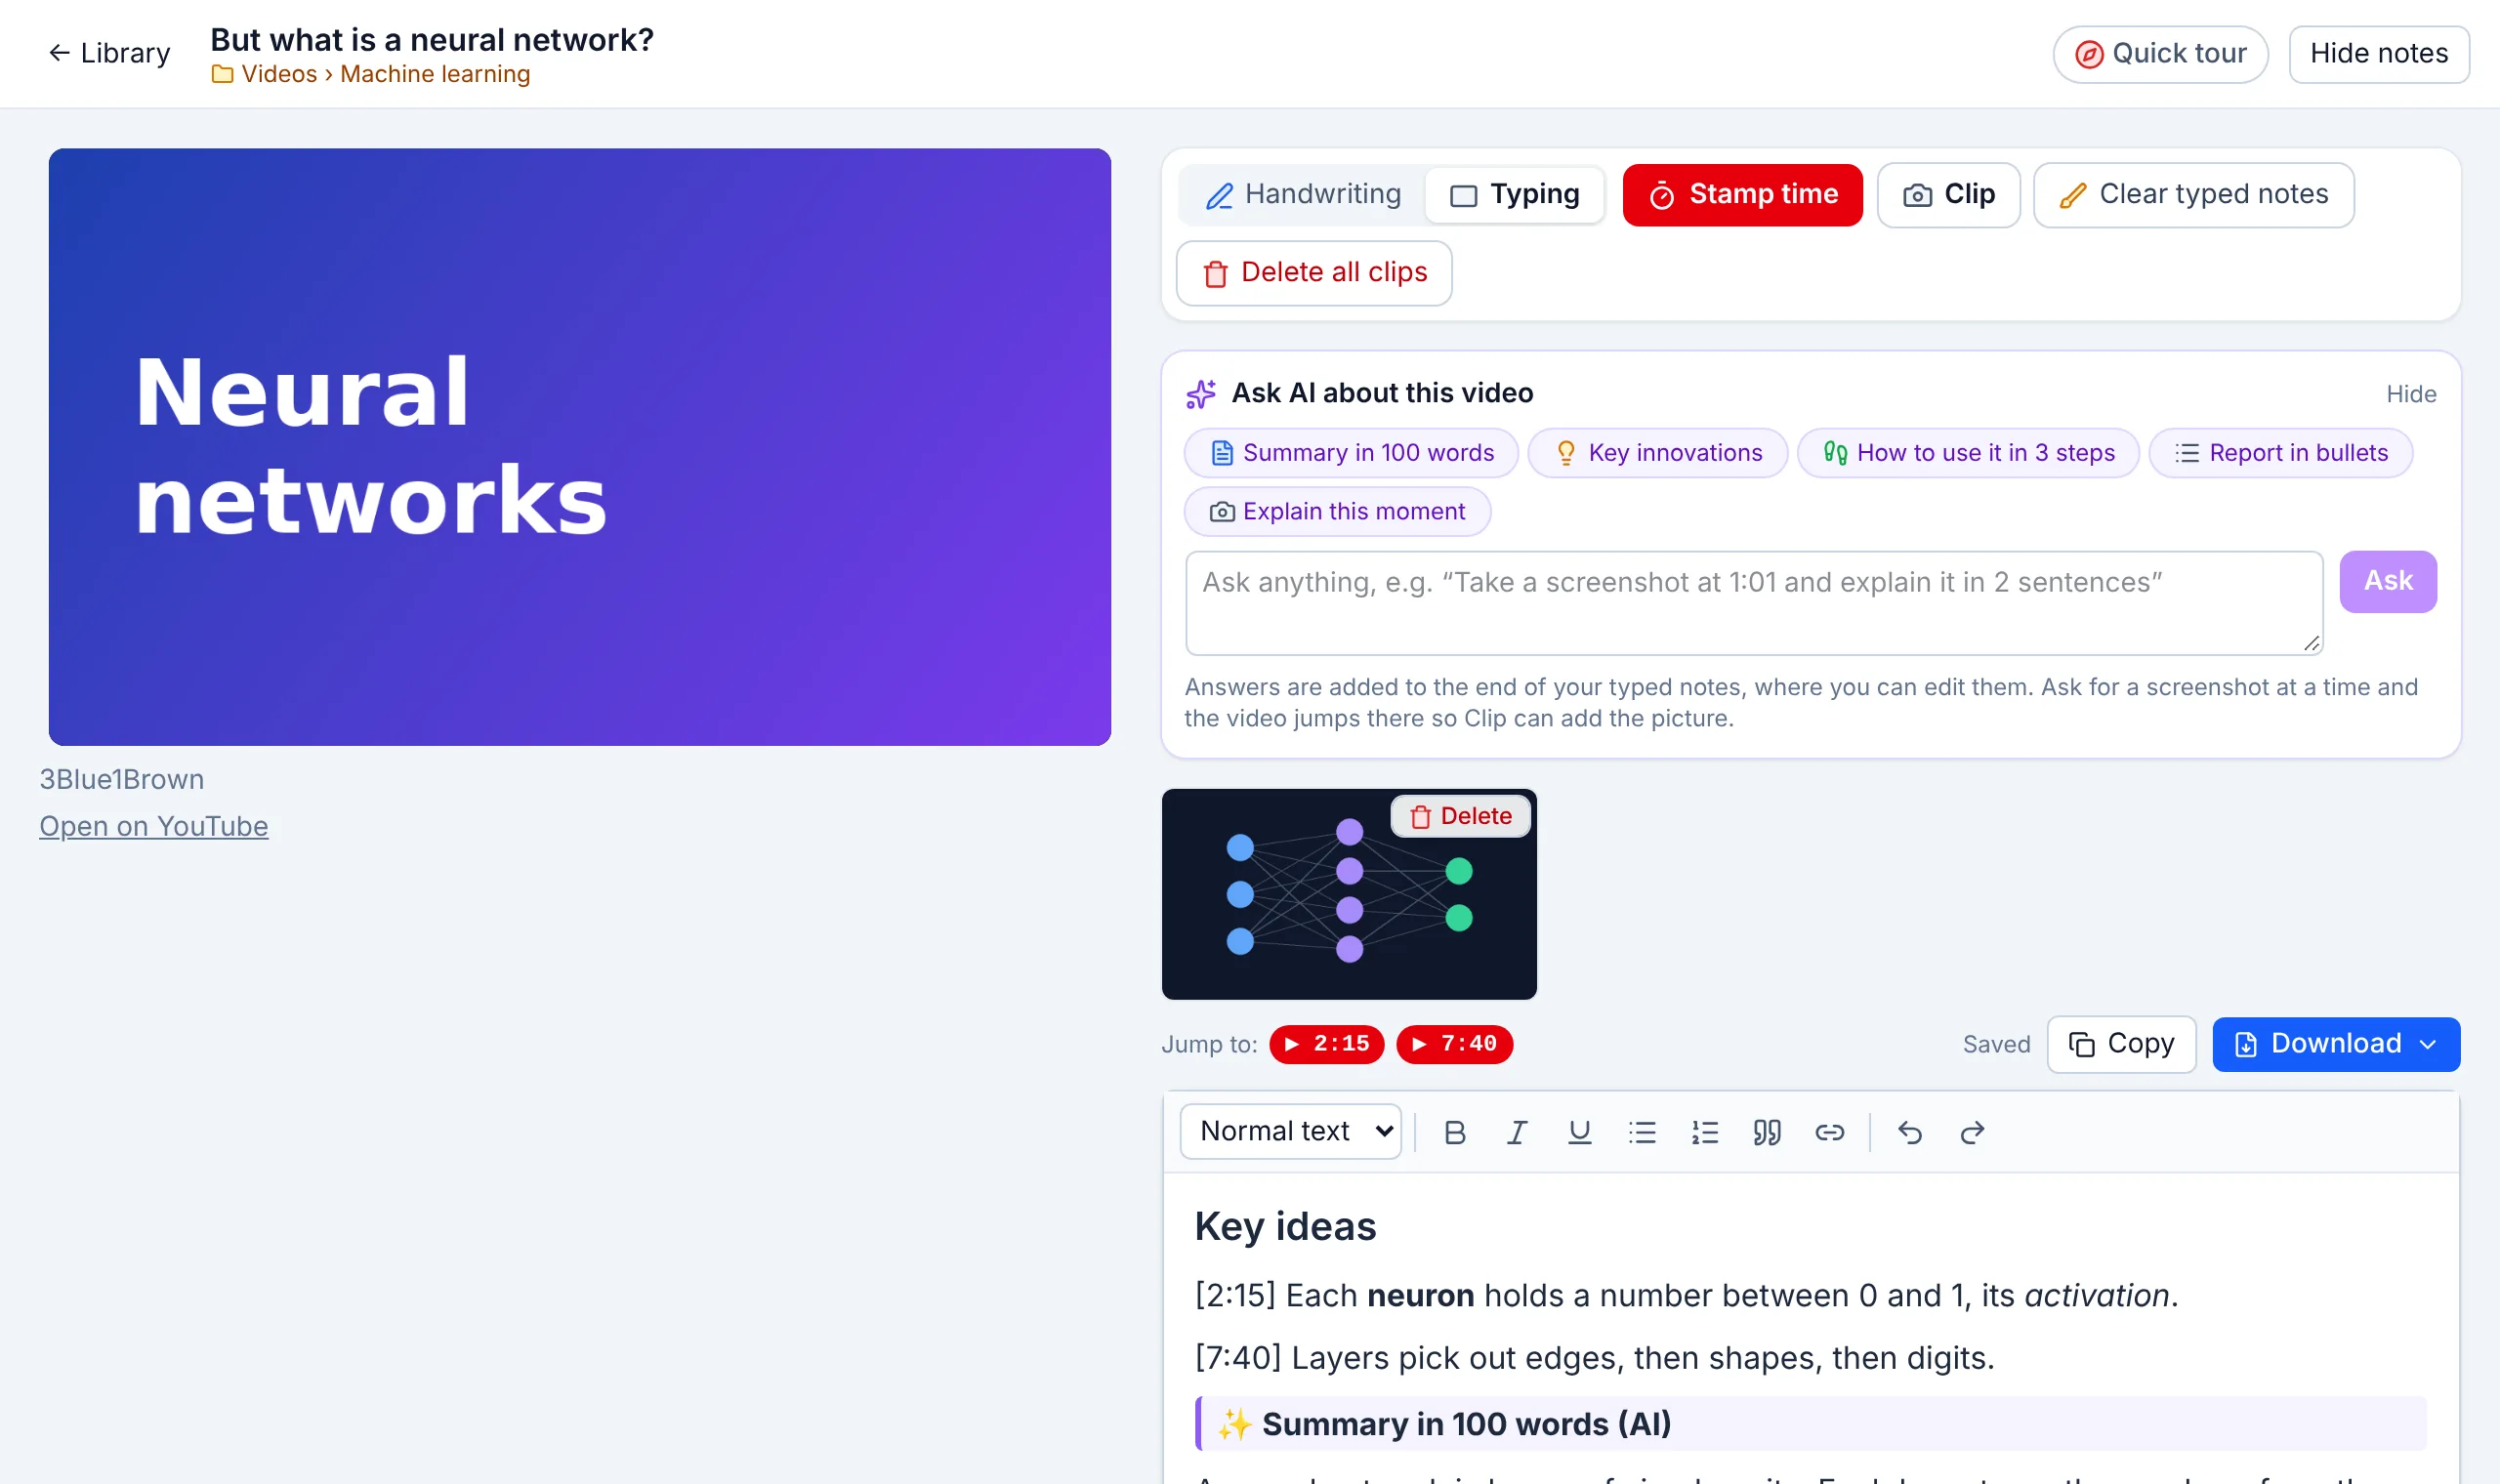 Library
But what is a neural network?
Videos › Machine learning
Quick tour
Hide notes
Neural
networks
3Blue1Brown
Open on YouTube
Handwriting
Typing
Stamp time
Clip
Clear typed notes
Delete all clips
Ask AI about this video
Hide
Summary in 100 words
Key innovations
How to use it in 3 steps
Report in bullets
Explain this moment
Ask anything, e.g. “Take a screenshot at 1:01 and explain it in 2 sentences”
Ask
Answers are added to the end of your typed notes, where you can edit them. Ask for a screenshot at a time and
the video jumps there so Clip can add the picture.
Delete
Jump to: ▶ 2:15 ▶ 7:40
Saved
Copy
Download
Normal text
Key ideas
[2:15] Each neuron holds a number between 0 and 1, its activation.
[7:40] Layers pick out edges, then shapes, then digits.
✨ Summary in 100 words (AI)